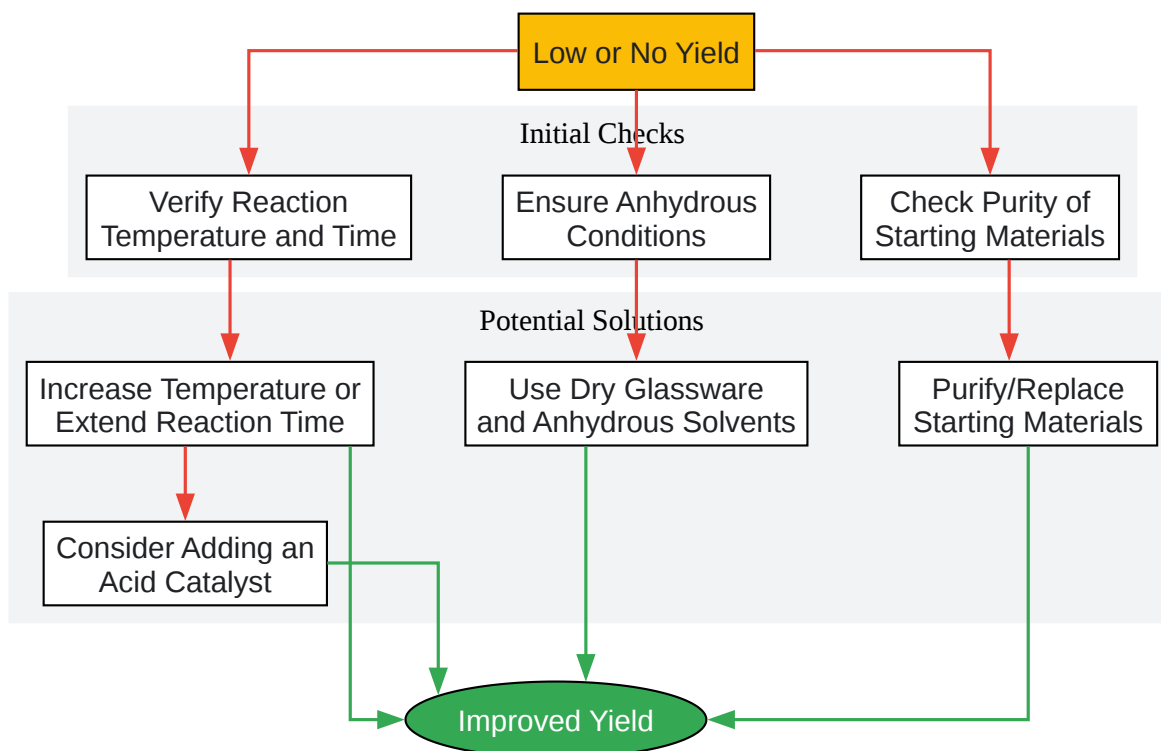 Low or No Yield
Initial Checks
Verify Reaction
Temperature and Time
Ensure Anhydrous
Conditions
Check Purity of
Starting Materials
Potential Solutions
Increase Temperature or
Extend Reaction Time
Use Dry Glassware
and Anhydrous Solvents
Purify/Replace
Starting Materials
Consider Adding an
Acid Catalyst
Improved Yield